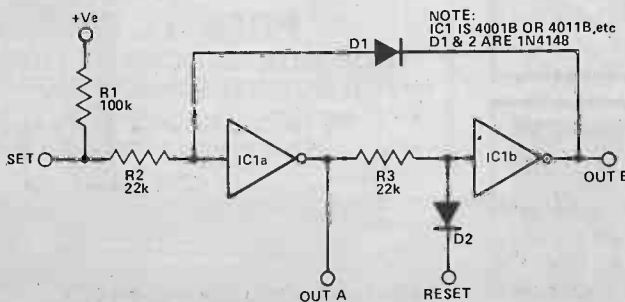 NOTE:
IC1 IS 4001B OR 4011B,etc
D1 & 2 ARE 1N4148
+Ve
D1
R1
100k
SET
R2
22k
IC1a
R3
22k
IC1b
OUT B
D2
OUT A
RESET